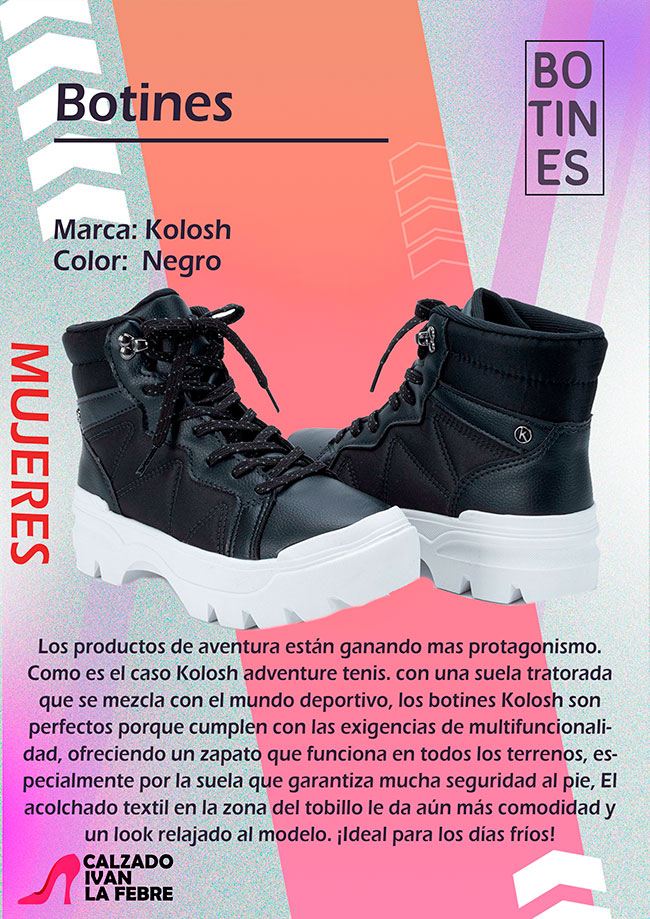 Botines
BO
TIN
ES
Marca: Kolosh
Color: Negro
MUJERES
k
Los productos de aventura están ganando mas protagonismo.
Como es el caso Kolosh adventure tenis. con una suela tratorada
que se mezcla con el mundo deportivo, los botines Kolosh son
perfectos porque cumplen con las exigencias de multifuncionali-
dad, ofreciendo un zapato que funciona en todos los terrenos, es-
pecialmente por la suela que garantiza mucha seguridad al pie, El
acolchado textil en la zona del tobillo le da aún más comodidad y
un look relajado al modelo. ¡Ideal para los días fríos!
CALZADO
IVAN
LA FEBRE